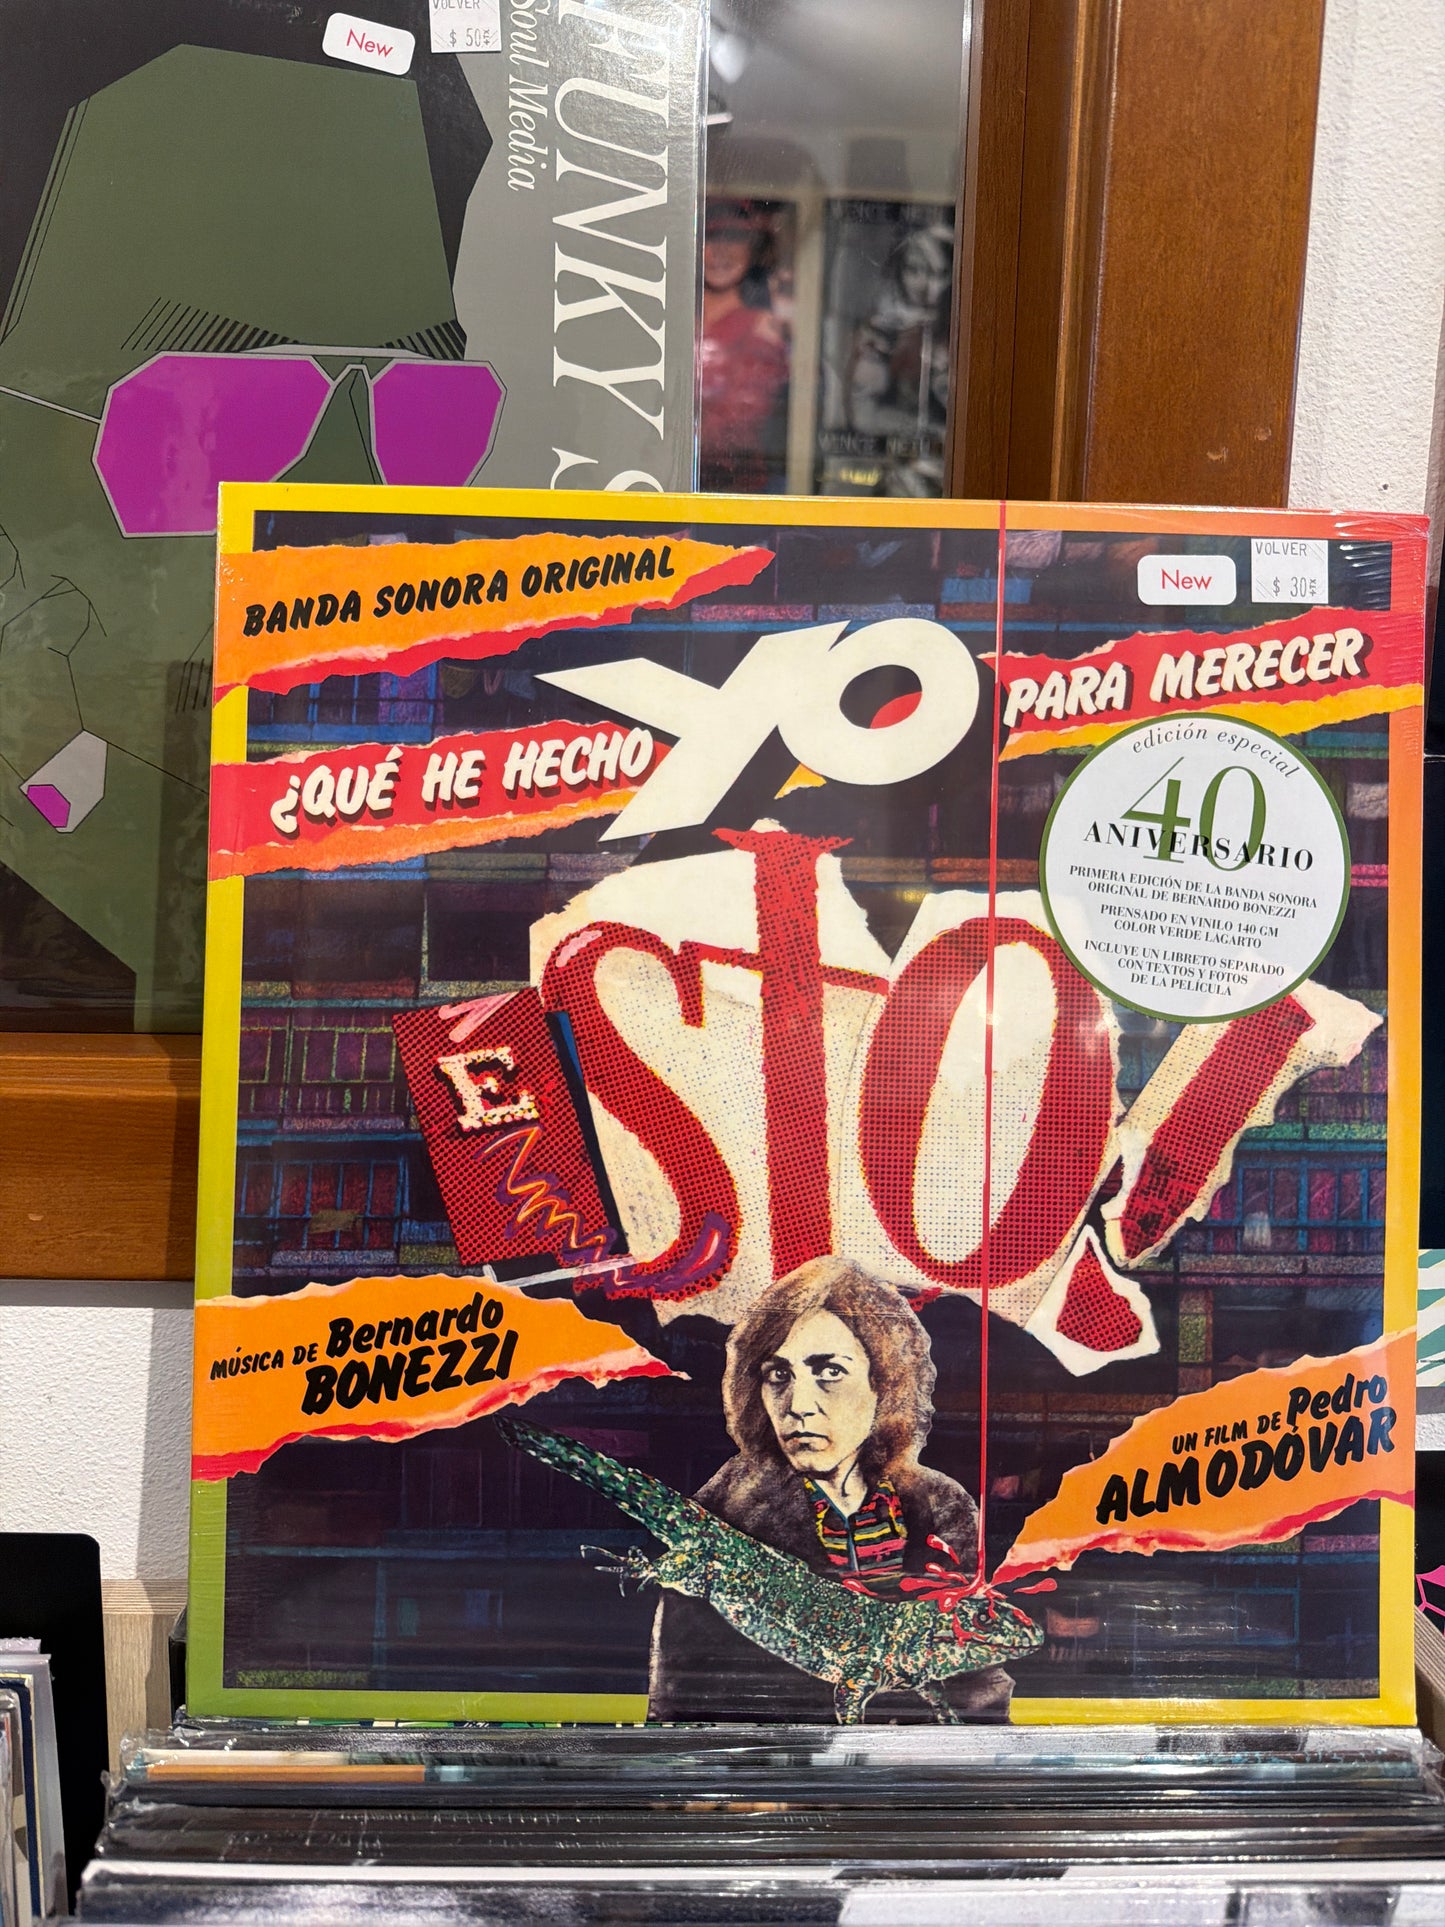 VOLVER
$ 50
New
FUNKY S
Soul Media
BANDA SONORA ORIGINAL
New
VOLVER
$ 30
¿QUÉ HE HECHO
YO
PARA MERECER
ESTO!
edición especial
40
ANIVERSARIO
PRIMERA EDICIÓN DE LA BANDA SONORA
ORIGINAL DE BERNARDO BONEZZI
PRENSADO EN VINILO 140 GM
COLOR VERDE LAGARTO
INCLUYE UN LIBRETO SEPARADO
CON TEXTOS Y FOTOS
DE LA PELÍCULA
MÚSICA DE Bernardo
BONEZZI
UN FILM DE Pedro
ALMODÓVAR